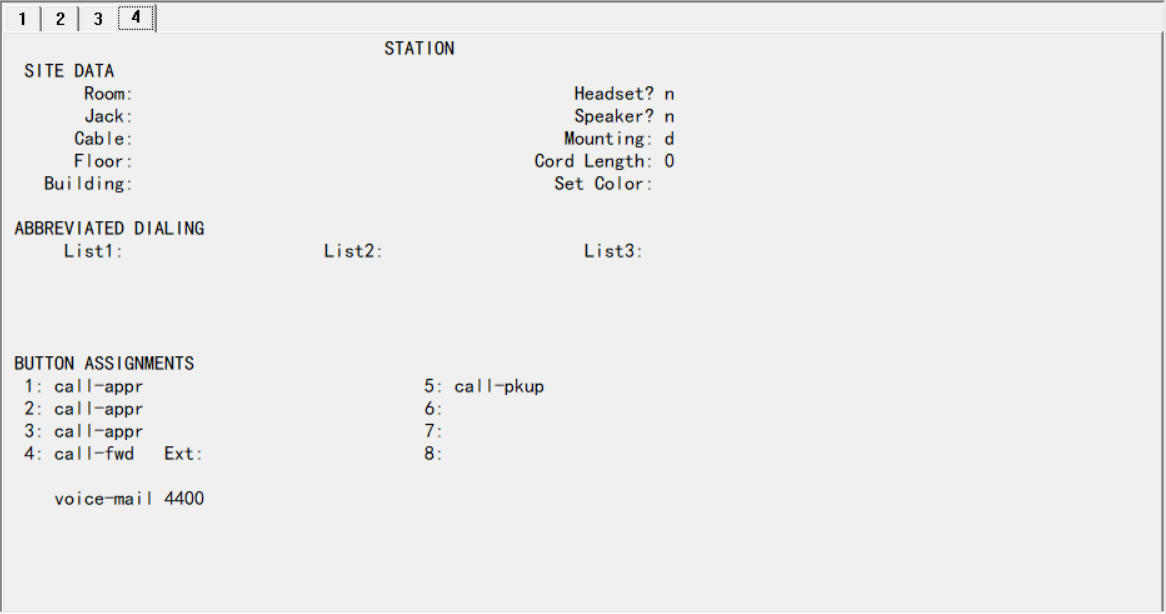 1 2 3 4
STATION
SITE DATA
Room: Headset? n
Jack: Speaker? n
Cable: Mounting: d
Floor: Cord Length: 0
Building: Set Color:
ABBREVIATED DIALING
List1: List2: List3:
BUTTON ASSIGNMENTS
1: call-appr 5: call-pkup
2: call-appr 6:
3: call-appr 7:
4: call-fwd Ext: 8:
voice-mail 4400